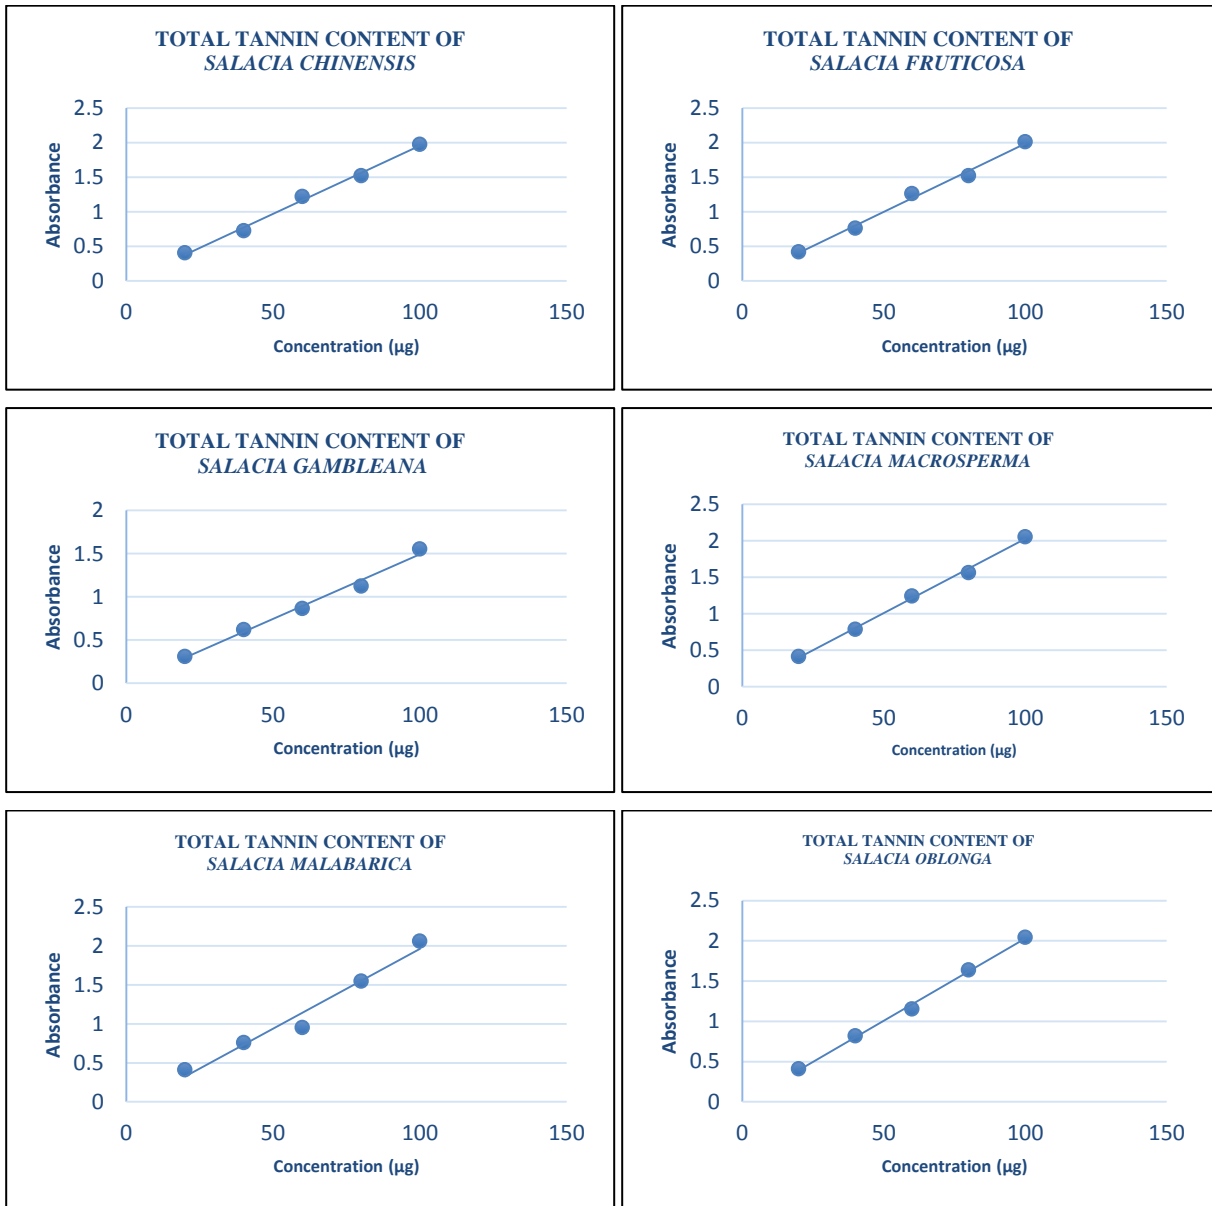 TOTAL TANNIN CONTENT OF
SALACIA CHINENSIS
2.5
2
1.5
1
0.5
0
Absorbance
0 50 100 150
Concentration (µg)
TOTAL TANNIN CONTENT OF
SALACIA FRUTICOSA
2.5
2
1.5
1
0.5
0
Absorbance
0 50 100 150
Concentration (µg)
TOTAL TANNIN CONTENT OF
SALACIA GAMBLEANA
2
1.5
1
0.5
0
Absorbance
0 50 100 150
Concentration (µg)
TOTAL TANNIN CONTENT OF
SALACIA MACROSPERMA
2.5
2
1.5
1
0.5
0
Absorbance
0 50 100 150
Concentration (µg)
TOTAL TANNIN CONTENT OF
SALACIA MALABARICA
2.5
2
1.5
1
0.5
0
Absorbance
0 50 100 150
Concentration (µg)
TOTAL TANNIN CONTENT OF
SALACIA OBLONGA
2.5
2
1.5
1
0.5
0
Absorbance
0 50 100 150
Concentration (µg)